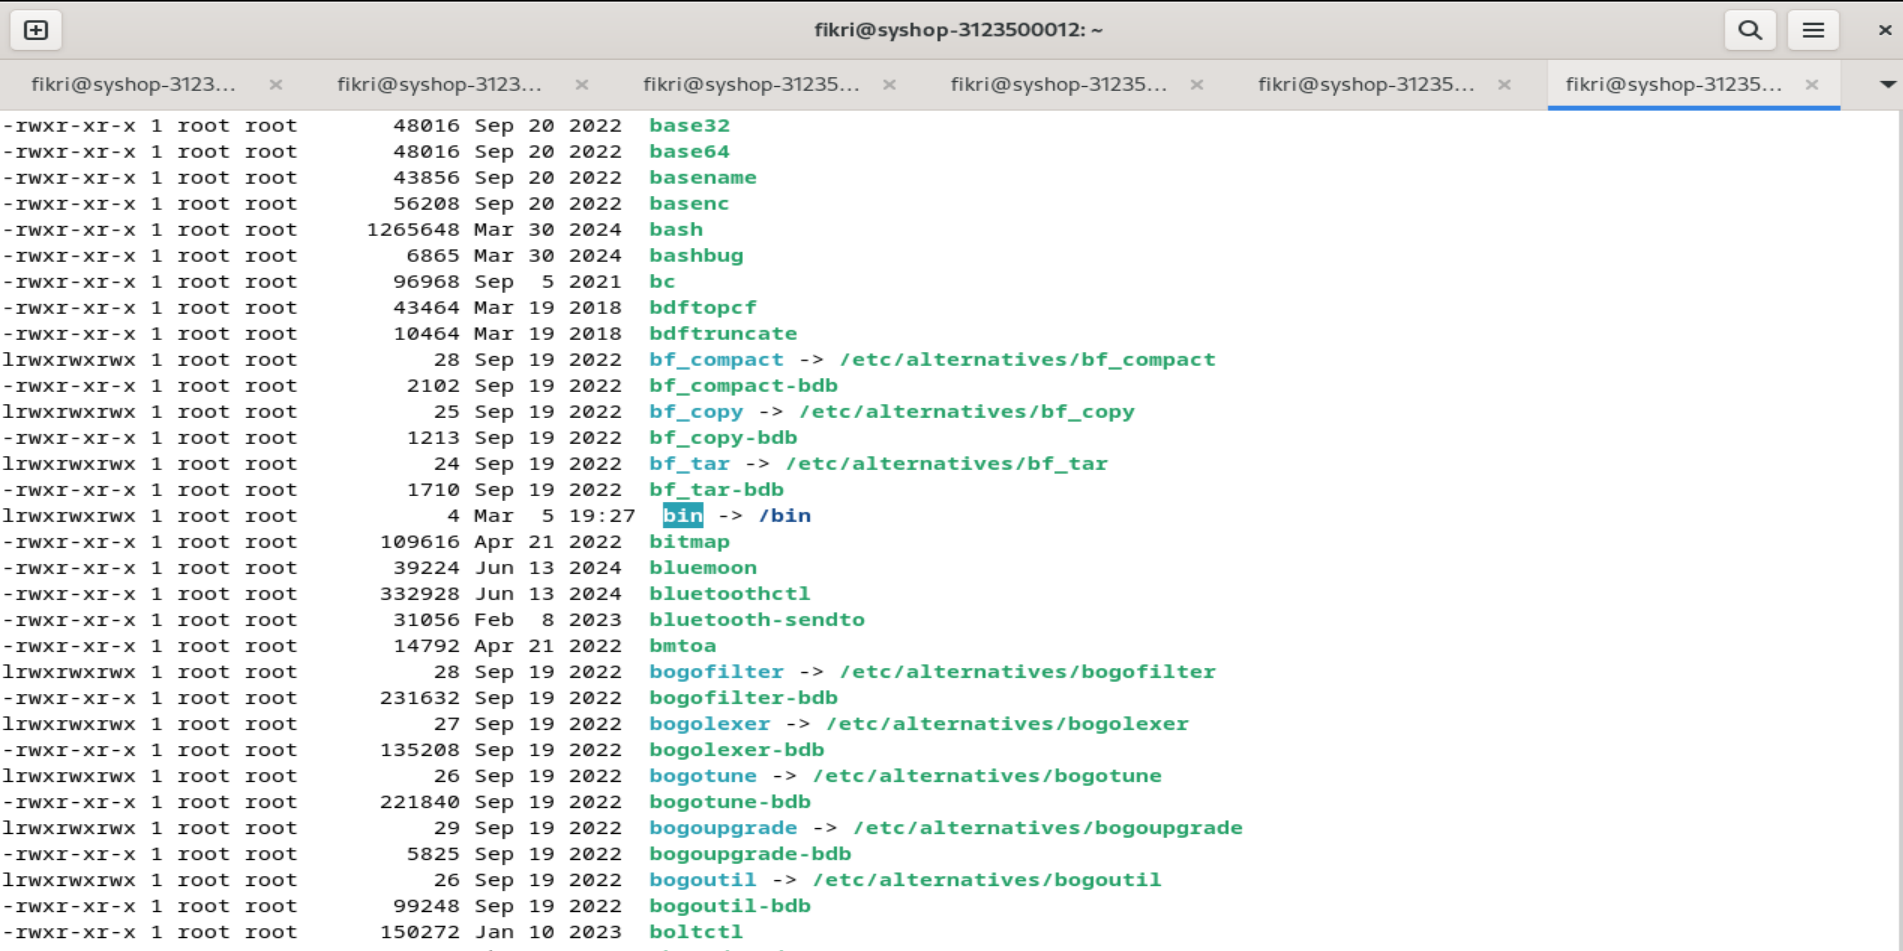 fikri@syshop-3123500012: ~
fikri@syshop-3123... fikri@syshop-3123... fikri@syshop-31235... fikri@syshop-31235... fikri@syshop-31235... fikri@syshop-31235...
-rwxr-xr-x 1 root root 48016 Sep 20 2022 base32
-rwxr-xr-x 1 root root 48016 Sep 20 2022 base64
-rwxr-xr-x 1 root root 43856 Sep 20 2022 basename
-rwxr-xr-x 1 root root 56208 Sep 20 2022 basenc
-rwxr-xr-x 1 root root 1265648 Mar 30 2024 bash
-rwxr-xr-x 1 root root 6865 Mar 30 2024 bashbug
-rwxr-xr-x 1 root root 96968 Sep 5 2021 bc
-rwxr-xr-x 1 root root 43464 Mar 19 2018 bdftopcf
-rwxr-xr-x 1 root root 10464 Mar 19 2018 bdftruncate
lrwxrwxrwx 1 root root 28 Sep 19 2022 bf_compact -> /etc/alternatives/bf_compact
-rwxr-xr-x 1 root root 2102 Sep 19 2022 bf_compact-bdb
lrwxrwxrwx 1 root root 25 Sep 19 2022 bf_copy -> /etc/alternatives/bf_copy
-rwxr-xr-x 1 root root 1213 Sep 19 2022 bf_copy-bdb
lrwxrwxrwx 1 root root 24 Sep 19 2022 bf_tar -> /etc/alternatives/bf_tar
-rwxr-xr-x 1 root root 1710 Sep 19 2022 bf_tar-bdb
lrwxrwxrwx 1 root root 4 Mar 5 19:27 bin -> /bin
-rwxr-xr-x 1 root root 109616 Apr 21 2022 bitmap
-rwxr-xr-x 1 root root 39224 Jun 13 2024 bluemoon
-rwxr-xr-x 1 root root 332928 Jun 13 2024 bluetoothctl
-rwxr-xr-x 1 root root 31056 Feb 8 2023 bluetooth-sendto
-rwxr-xr-x 1 root root 14792 Apr 21 2022 bmtoa
lrwxrwxrwx 1 root root 28 Sep 19 2022 bogofilter -> /etc/alternatives/bogofilter
-rwxr-xr-x 1 root root 231632 Sep 19 2022 bogofilter-bdb
lrwxrwxrwx 1 root root 27 Sep 19 2022 bogolexer -> /etc/alternatives/bogolexer
-rwxr-xr-x 1 root root 135208 Sep 19 2022 bogolexer-bdb
lrwxrwxrwx 1 root root 26 Sep 19 2022 bogotune -> /etc/alternatives/bogotune
-rwxr-xr-x 1 root root 221840 Sep 19 2022 bogotune-bdb
lrwxrwxrwx 1 root root 29 Sep 19 2022 bogoupgrade -> /etc/alternatives/bogoupgrade
-rwxr-xr-x 1 root root 5825 Sep 19 2022 bogoupgrade-bdb
lrwxrwxrwx 1 root root 26 Sep 19 2022 bogoutil -> /etc/alternatives/bogoutil
-rwxr-xr-x 1 root root 99248 Sep 19 2022 bogoutil-bdb
-rwxr-xr-x 1 root root 150272 Jan 10 2023 boltctl